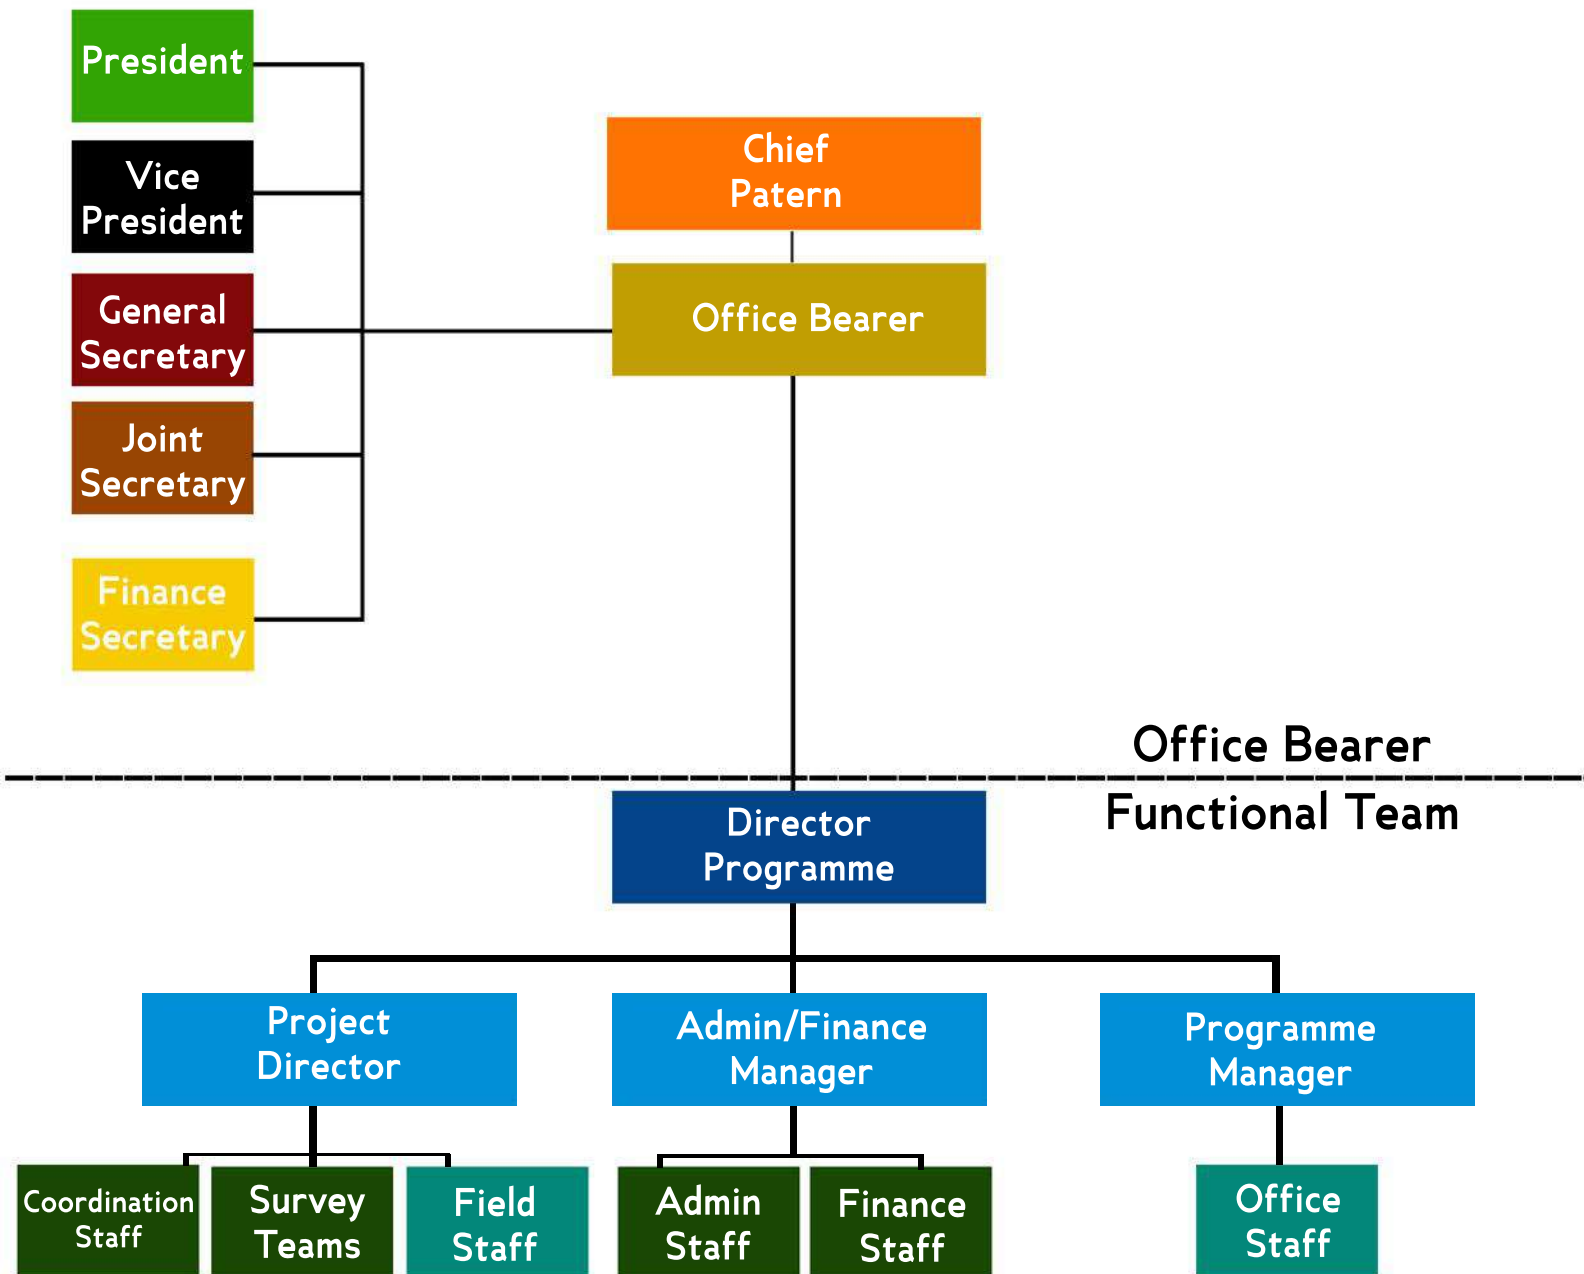 President
Vice
President
General
Secretary
Joint
Secretary
Finance
Secretary
Chief
Patern
Office Bearer
Office Bearer
Functional Team
Director
Programme
Project
Director
Admin/Finance
Manager
Programme
Manager
Coordination
Staff
Survey
Teams
Field
Staff
Admin
Staff
Finance
Staff
Office
Staff